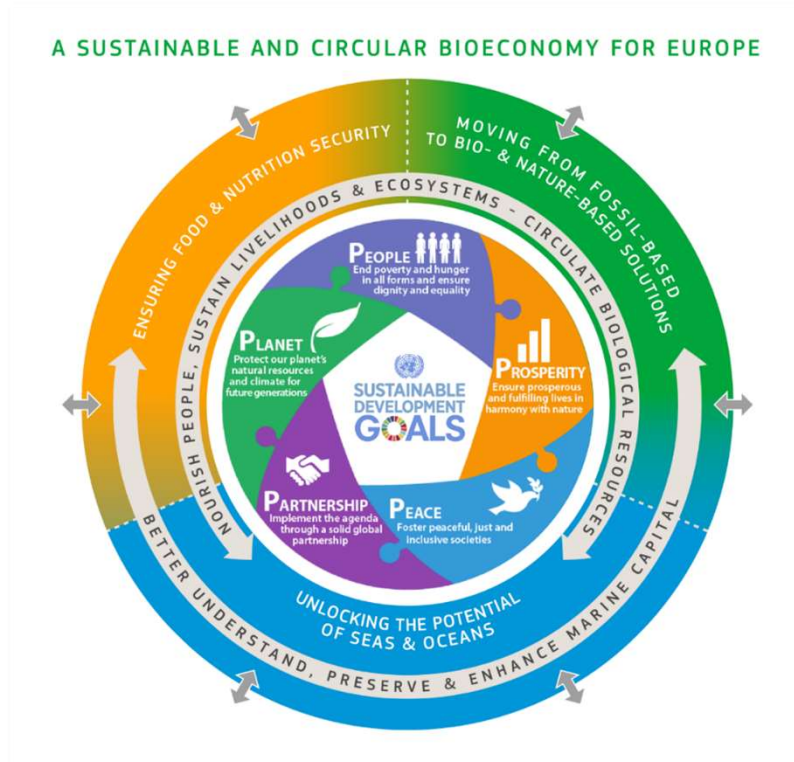 A SUSTAINABLE AND CIRCULAR BIOECONOMY FOR EUROPE
ENSURING FOOD & NUTRITION SECURITY
MOVING FROM FOSSIL-BASED
TO BIO- & NATURE-BASED SOLUTIONS
NOURISH PEOPLE, SUSTAIN LIVELIHOODS & ECOSYSTEMS - CIRCULATE BIOLOGICAL RESOURCES
PEOPLE
End poverty and hunger
in all forms and ensure
dignity and equality
PLANET
Protect our planet's
natural resources
and climate for
future generations
PROSPERITY
Ensure prosperous
and fulfilling lives in
harmony with nature
SUSTAINABLE
DEVELOPMENT
GOALS
PARTNERSHIP
Implement the agenda
through a solid global
partnership
PEACE
Foster peaceful, just and
inclusive societies
UNLOCKING THE POTENTIAL
OF SEAS & OCEANS
BETTER UNDERSTAND, PRESERVE & ENHANCE MARINE CAPITAL